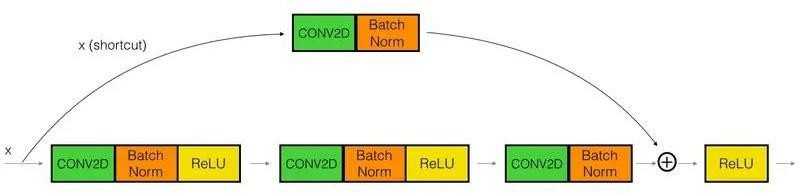 x (shortcut)
CONV2D
Batch
Norm
x
CONV2D
Batch
Norm
ReLU
CONV2D
Batch
Norm
ReLU
CONV2D
Batch
Norm
ReLU